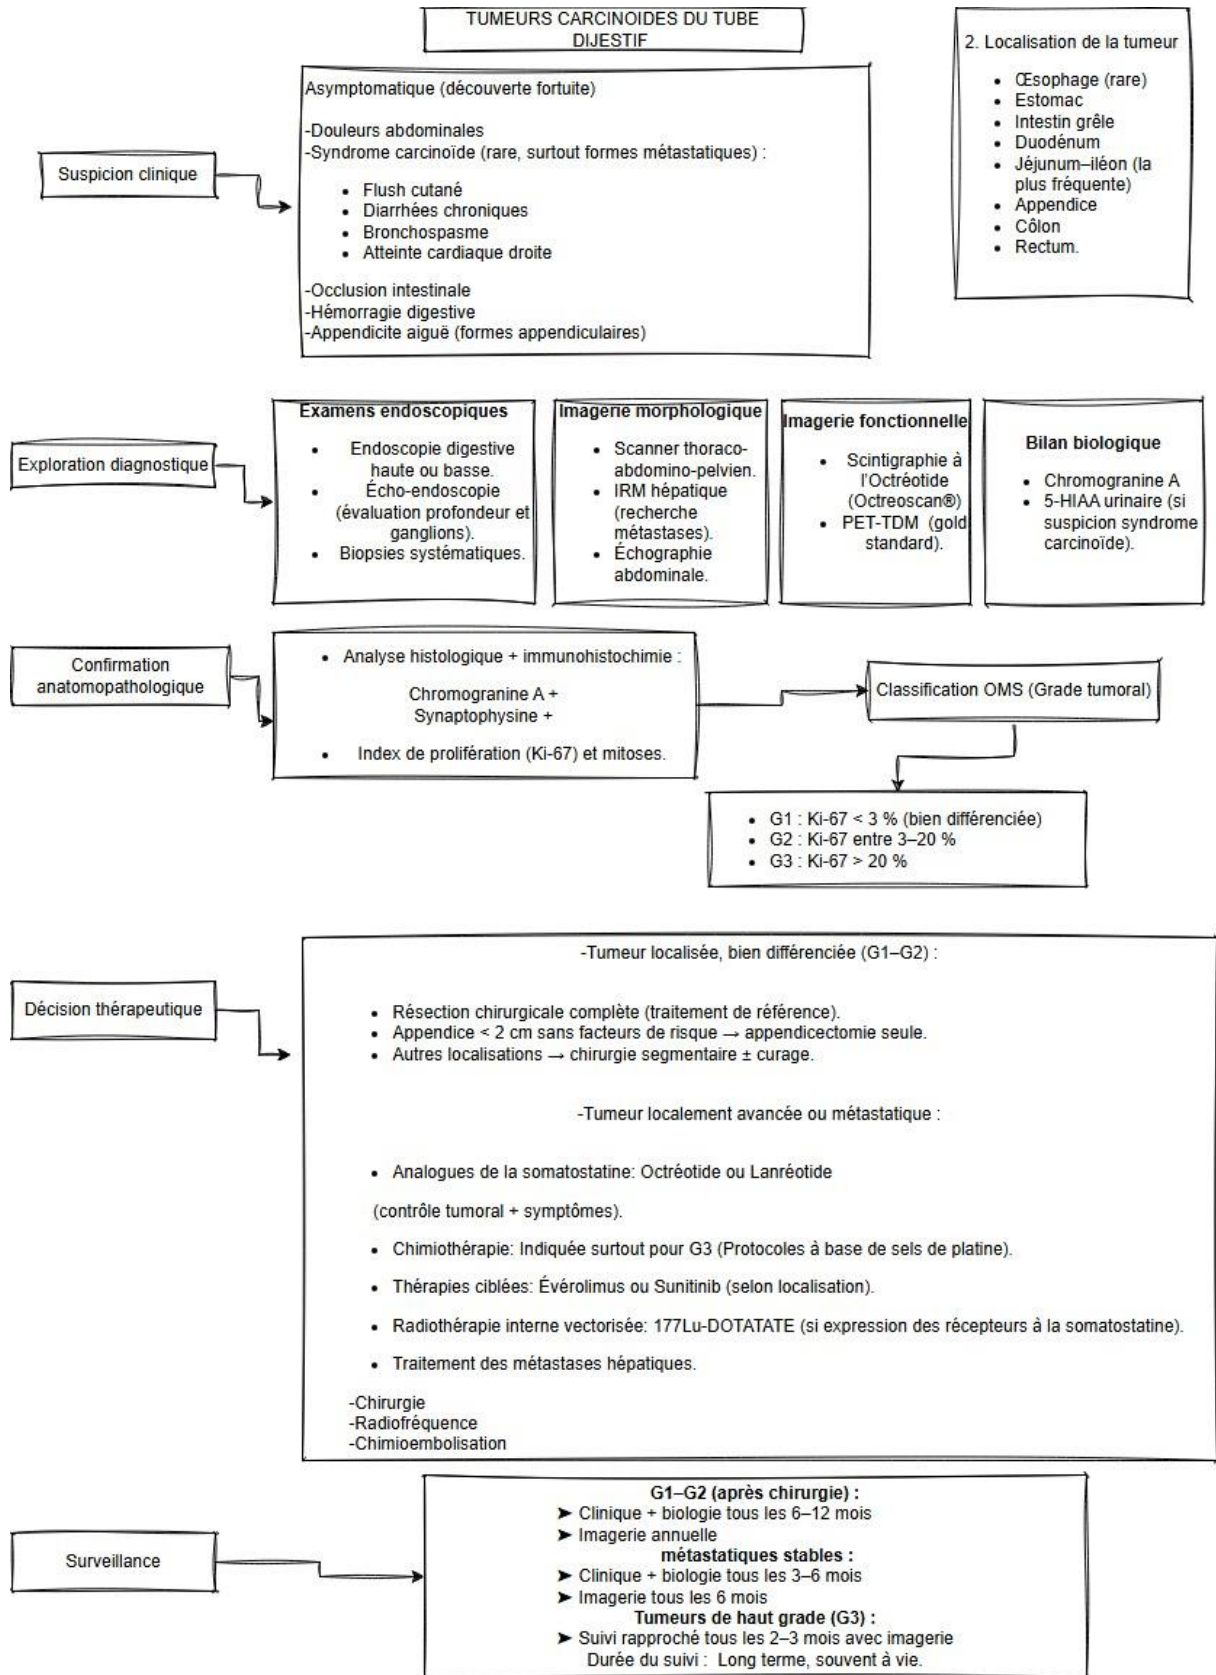 TUMEURS CARCINOIDES DU TUBE
DIJESTIF
2. Localisation de la tumeur
• Œsophage (rare)
• Estomac
• Intestin grêle
• Duodénum
• Jéjunum–iléon (la
plus fréquente)
• Appendice
• Côlon
• Rectum.
Suspicion clinique
Asymptomatique (découverte fortuite)
-Douleurs abdominales
-Syndrome carcinoïde (rare, surtout formes métastatiques) :
• Flush cutané
• Diarrhées chroniques
• Bronchospasme
• Atteinte cardiaque droite
-Occlusion intestinale
-Hémorragie digestive
-Appendicite aiguë (formes appendiculaires)
Exploration diagnostique
Examens endoscopiques
• Endoscopie digestive
haute ou basse.
• Écho-endoscopie
(évaluation profondeur et
ganglions).
• Biopsies systématiques.
Imagerie morphologique
• Scanner thoraco-
abdomino-pelvien.
• IRM hépatique
(recherche
métastases).
• Échographie
abdominale.
Imagerie fonctionnelle
• Scintigraphie à
l'Octréotide
(Octreoscan®)
• PET-TDM (gold
standard).
Bilan biologique
• Chromogranine A
• 5-HIAA urinaire (si
suspicion syndrome
carcinoïde).
Confirmation
anatomopathologique
• Analyse histologique + immunohistochimie :
Chromogranine A +
Synaptophysine +
• Index de prolifération (Ki-67) et mitoses.
Classification OMS (Grade tumoral)
• G1 : Ki-67 < 3 % (bien différenciée)
• G2 : Ki-67 entre 3–20 %
• G3 : Ki-67 > 20 %
Décision thérapeutique
-Tumeur localisée, bien différenciée (G1–G2) :
• Résection chirurgicale complète (traitement de référence).
• Appendice < 2 cm sans facteurs de risque → appendicectomie seule.
• Autres localisations → chirurgie segmentaire ± curage.
-Tumeur localement avancée ou métastatique :
• Analogues de la somatostatine: Octréotide ou Lanréotide
(contrôle tumoral + symptômes).
• Chimiothérapie: Indiquée surtout pour G3 (Protocoles à base de sels de platine).
• Thérapies ciblées: Évérolimus ou Sunitinib (selon localisation).
• Radiothérapie interne vectorisée: 177Lu-DOTATATE (si expression des récepteurs à la somatostatine).
• Traitement des métastases hépatiques.
-Chirurgie
-Radiofréquence
-Chimioembolisation
Surveillance
G1–G2 (après chirurgie) :
➤ Clinique + biologie tous les 6–12 mois
➤ Imagerie annuelle
métastatiques stables :
➤ Clinique + biologie tous les 3–6 mois
➤ Imagerie tous les 6 mois
Tumeurs de haut grade (G3) :
➤ Suivi rapproché tous les 2–3 mois avec imagerie
Durée du suivi : Long terme, souvent à vie.